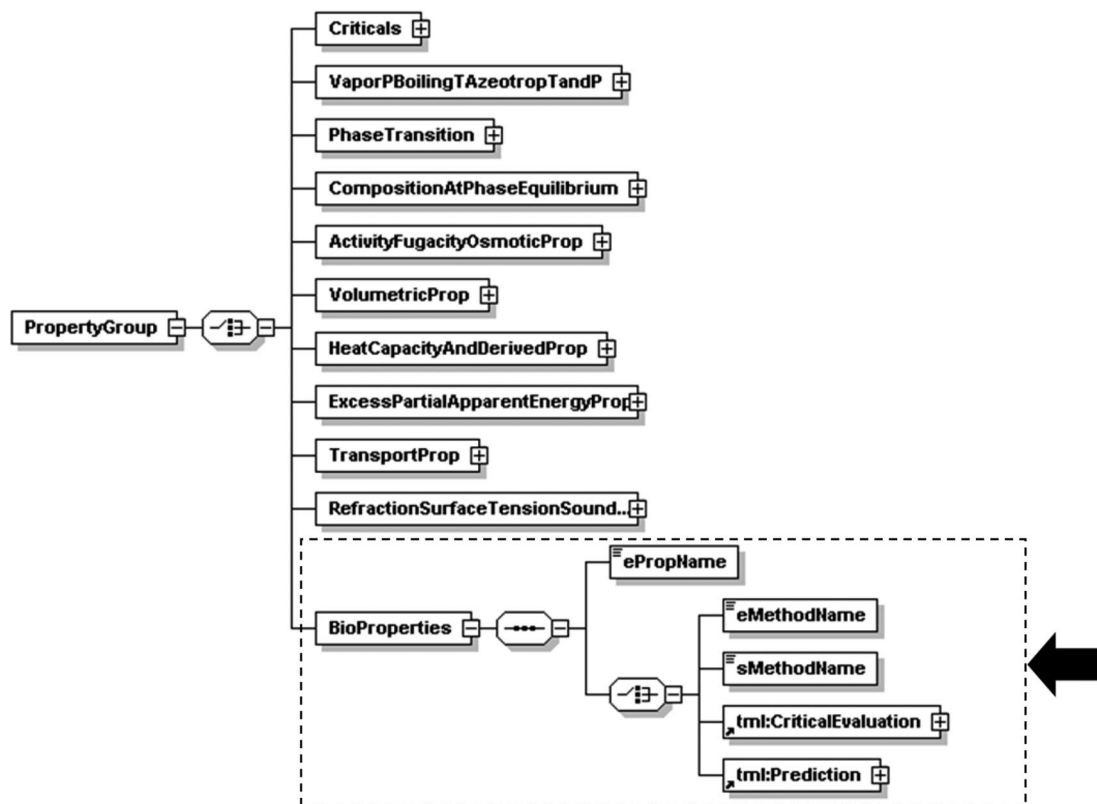 Criticals
VaporPBoilingTAzeotropTandP
PhaseTransition
CompositionAtPhaseEquilibrium
ActivityFugacityOsmoticProp
VolumetricProp
PropertyGroup
HeatCapacityAndDerivedProp
ExcessPartialApparentEnergyProp
TransportProp
RefractionSurfaceTensionSound...
ePropName
BioProperties
eMethodName
sMethodName
tml:CriticalEvaluation
tml:Prediction